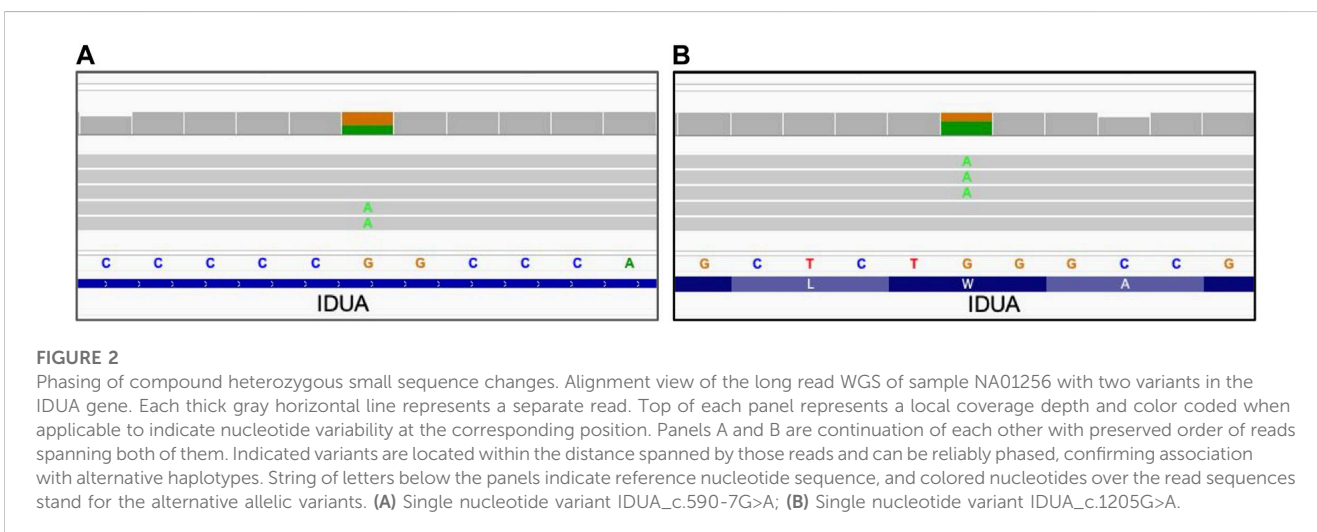 A
B
A
A
A
A
A
C C C C C G G C C C A
IDUA
G C T C T G G G C C G
L W A
IDUA
FIGURE 2
Phasing of compound heterozygous small sequence changes. Alignment view of the long read WGS of sample NA01256 with two variants in the
IDUA gene. Each thick gray horizontal line represents a separate read. Top of each panel represents a local coverage depth and color coded when
applicable to indicate nucleotide variability at the corresponding position. Panels A and B are continuation of each other with preserved order of reads
spanning both of them. Indicated variants are located within the distance spanned by those reads and can be reliably phased, confirming association
with alternative haplotypes. String of letters below the panels indicate reference nucleotide sequence, and colored nucleotides over the read sequences
stand for the alternative allelic variants. (A) Single nucleotide variant IDUA_c.590-7G>A; (B) Single nucleotide variant IDUA_c.1205G>A.